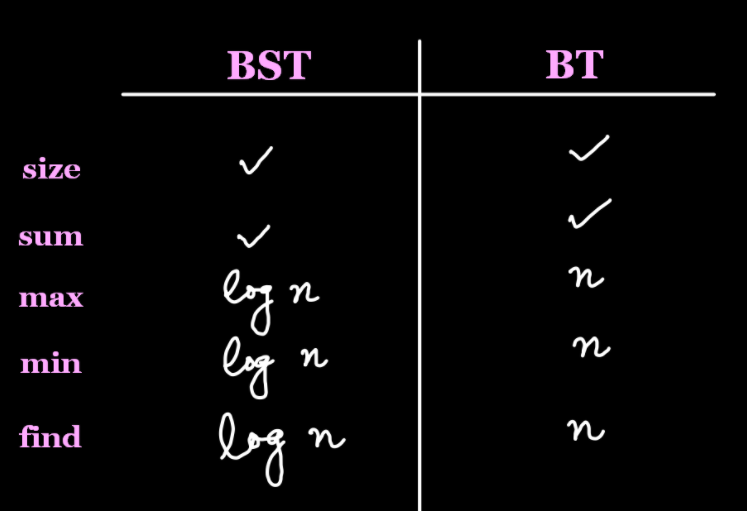 BST BT
size ✓ ✓
sum ✓ ✓
max log n n
min log n n
find log n n